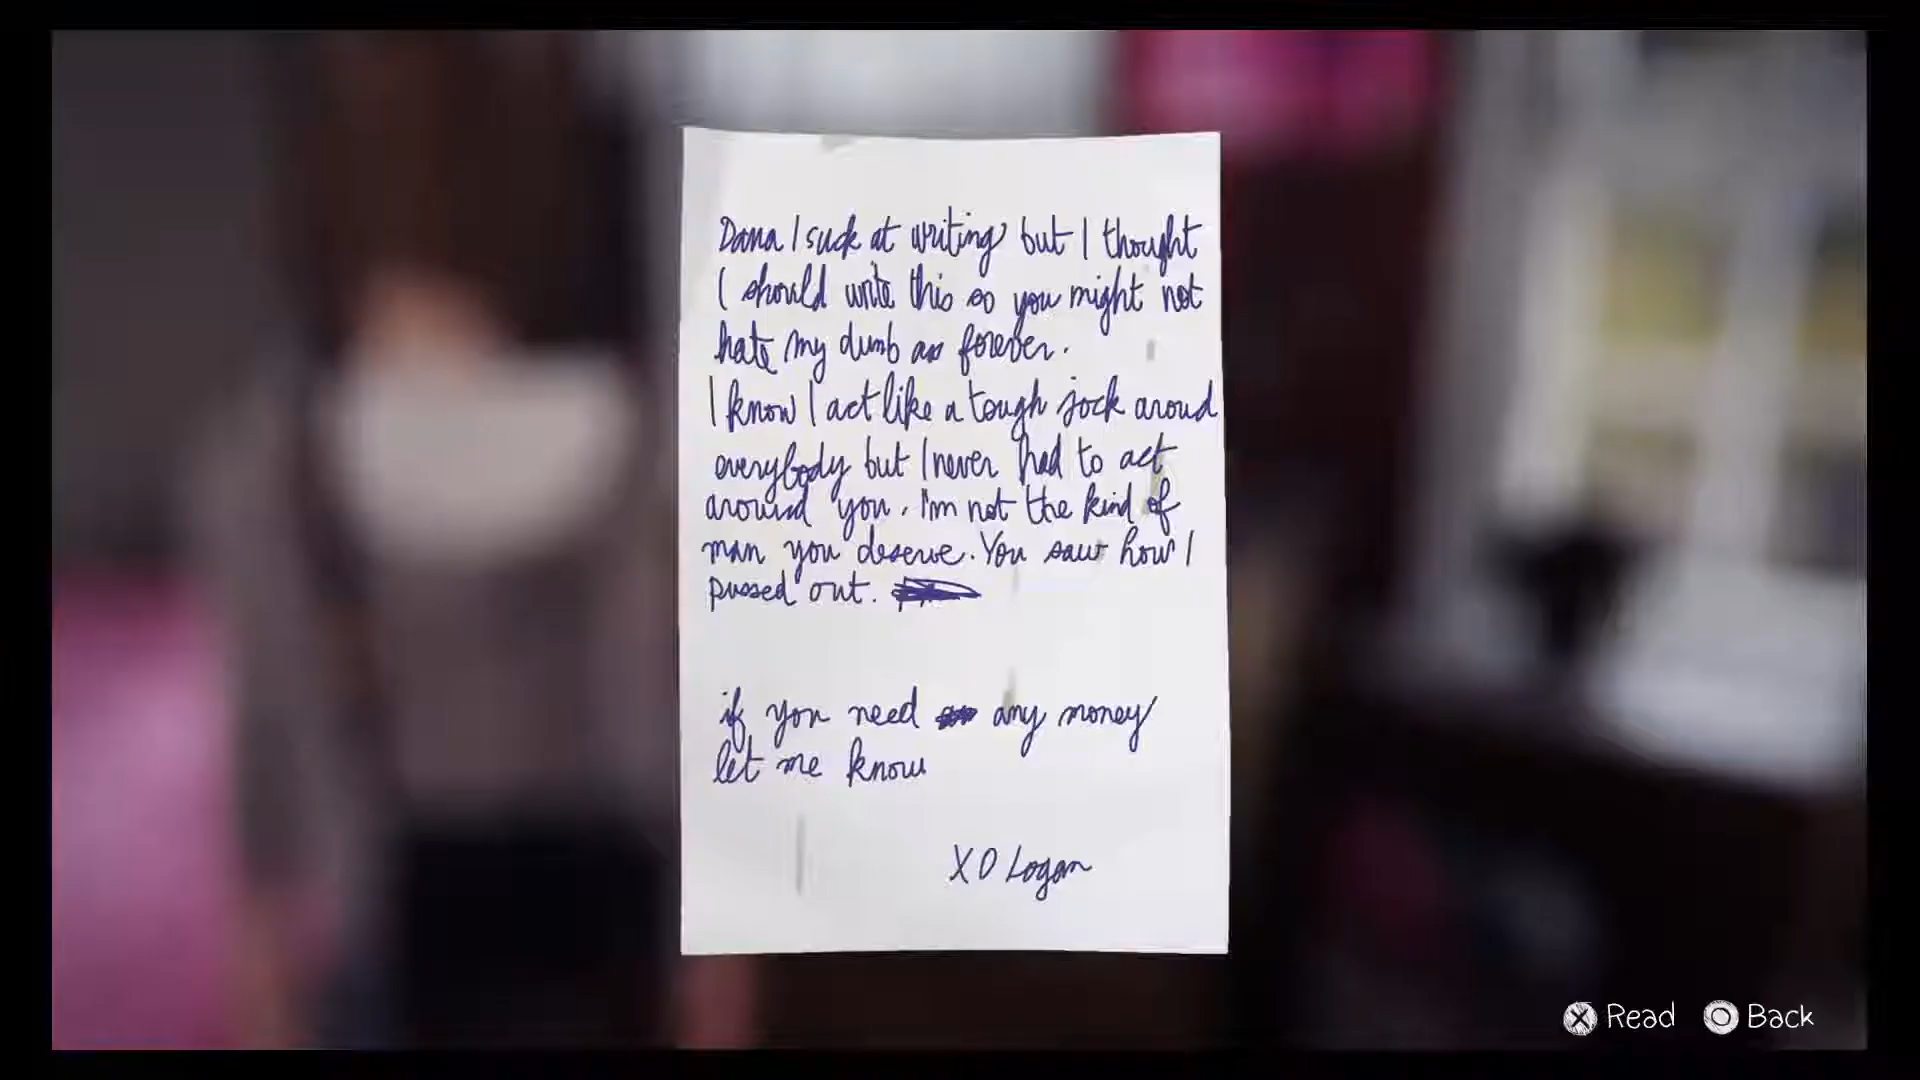 Dana I suck at writing but I thought
I should write this so you might not
hate my dumb ass forever.
I know I act like a tough jock aroud
everybody but I never had to act
around you. I'm not the kind of
man you deserve. You saw how I
pussed out.
if you need any money
let me know
XO Logan
Read Back